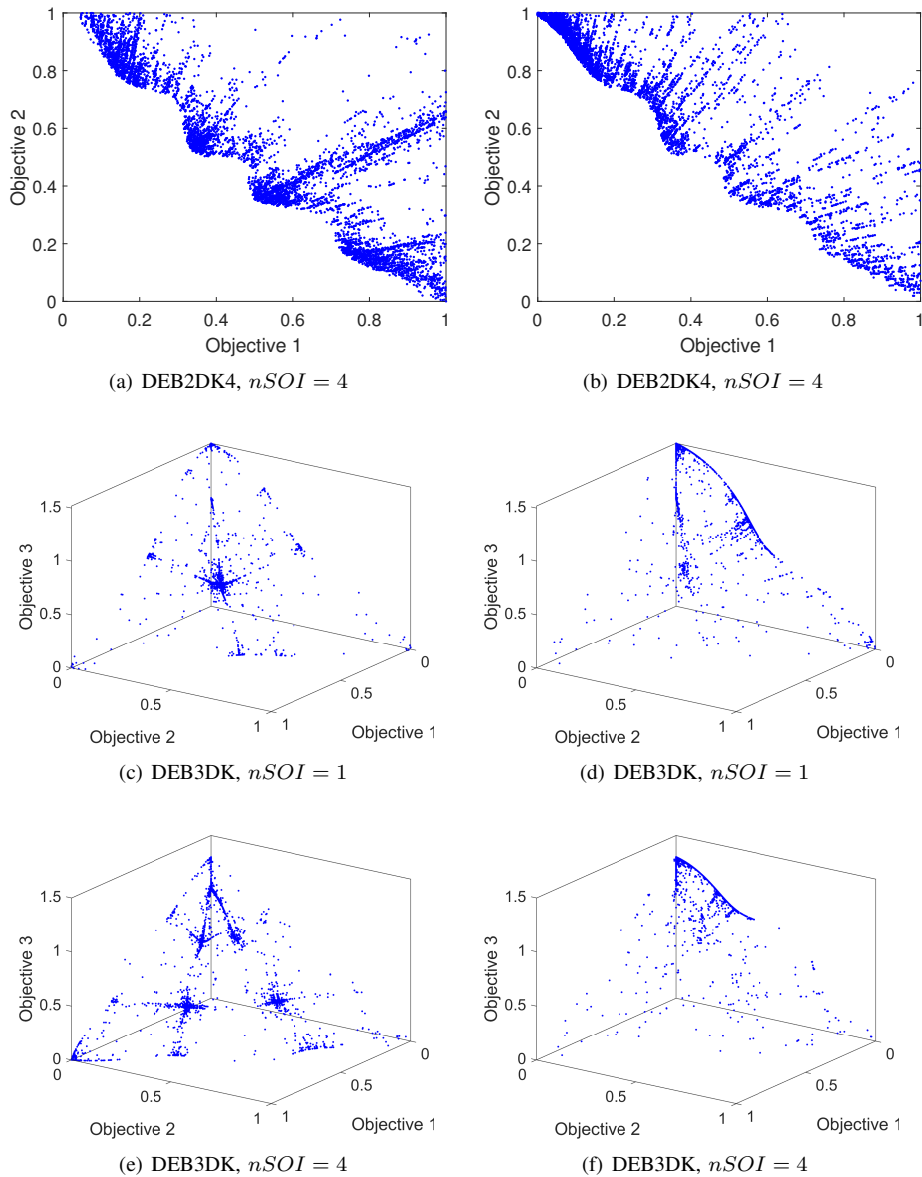 1
0.8
0.6
0.4
0.2
0
Objective 2
0 0.2 0.4 0.6 0.8 1
Objective 1
(a) DEB2DK4, nSOI = 4
1
0.8
0.6
0.4
0.2
0
Objective 2
0 0.2 0.4 0.6 0.8 1
Objective 1
(b) DEB2DK4, nSOI = 4
1.5
1
0.5
0
Objective 3
0
0.5
1
Objective 2
1
0.5
0
Objective 1
(c) DEB3DK, nSOI = 1
1.5
1
0.5
0
Objective 3
0
0.5
1
Objective 2
1
0.5
0
Objective 1
(d) DEB3DK, nSOI = 1
1.5
1
0.5
0
Objective 3
0
0.5
1
Objective 2
1
0.5
0
Objective 1
(e) DEB3DK, nSOI = 4
1.5
1
0.5
0
Objective 3
0
0.5
1
Objective 2
1
0.5
0
Objective 1
(f) DEB3DK, nSOI = 4